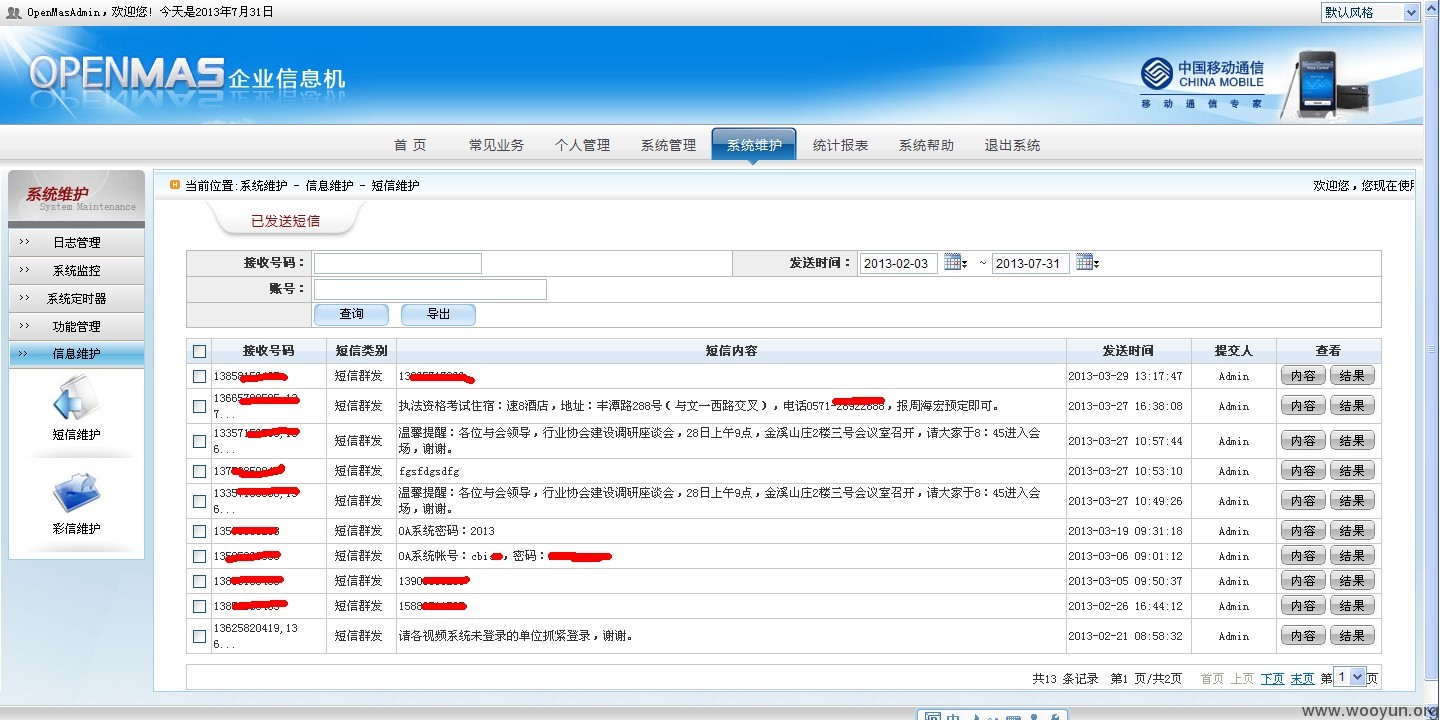 OpenMasAdmin，欢迎您！今天是2013年7月31日
默认风格
OPENMAS 企业信息机
中国移动通信
CHINA MOBILE
移动通信专家
首页 常见业务 个人管理 系统管理 系统维护 统计报表 系统帮助 退出系统
系统维护
System Maintenance
日志管理
系统监控
系统定时器
功能管理
信息维护
短信维护
彩信维护
当前位置:系统维护 - 信息维护 - 短信维护
欢迎您，您现在使用
已发送短信
接收号码：
发送时间： 2013-02-03 ~ 2013-07-31
账号：
查询 导出
接收号码 短信类别 短信内容 发送时间 提交人 查看
短信群发 2013-03-29 13:17:47 Admin 内容 结果
7... 短信群发 执法资格考试住宿：速8酒店，地址：丰潭路288号（与文一西路交叉），电话0571-，报周海宏预定即可。 2013-03-27 16:38:08 Admin 内容 结果
6... 短信群发 温馨提醒：各位与会领导，行业协会建设调研座谈会，28日上午9点，金溪山庄2楼三号会议室召开，请大家于8：45进入会
场，谢谢。 2013-03-27 10:57:44 Admin 内容 结果
短信群发 fgsfdgsdfg 2013-03-27 10:53:10 Admin 内容 结果
6... 短信群发 温馨提醒：各位与会领导，行业协会建设调研座谈会，28日上午9点，金溪山庄2楼三号会议室召开，请大家于8：45进入会
场，谢谢。 2013-03-27 10:49:26 Admin 内容 结果
短信群发 OA系统密码：2013 2013-03-19 09:31:18 Admin 内容 结果
短信群发 OA系统帐号：cbi，密码： 2013-03-06 09:01:12 Admin 内容 结果
短信群发 2013-03-05 09:50:37 Admin 内容 结果
短信群发 2013-02-26 16:44:12 Admin 内容 结果
13625820419,13
6... 短信群发 请各视频系统未登录的单位抓紧登录，谢谢。 2013-02-21 08:58:32 Admin 内容 结果
共13 条记录 第1 页/共2页 首页 上页 下页 末页 第 1 页
www.wooyun.org